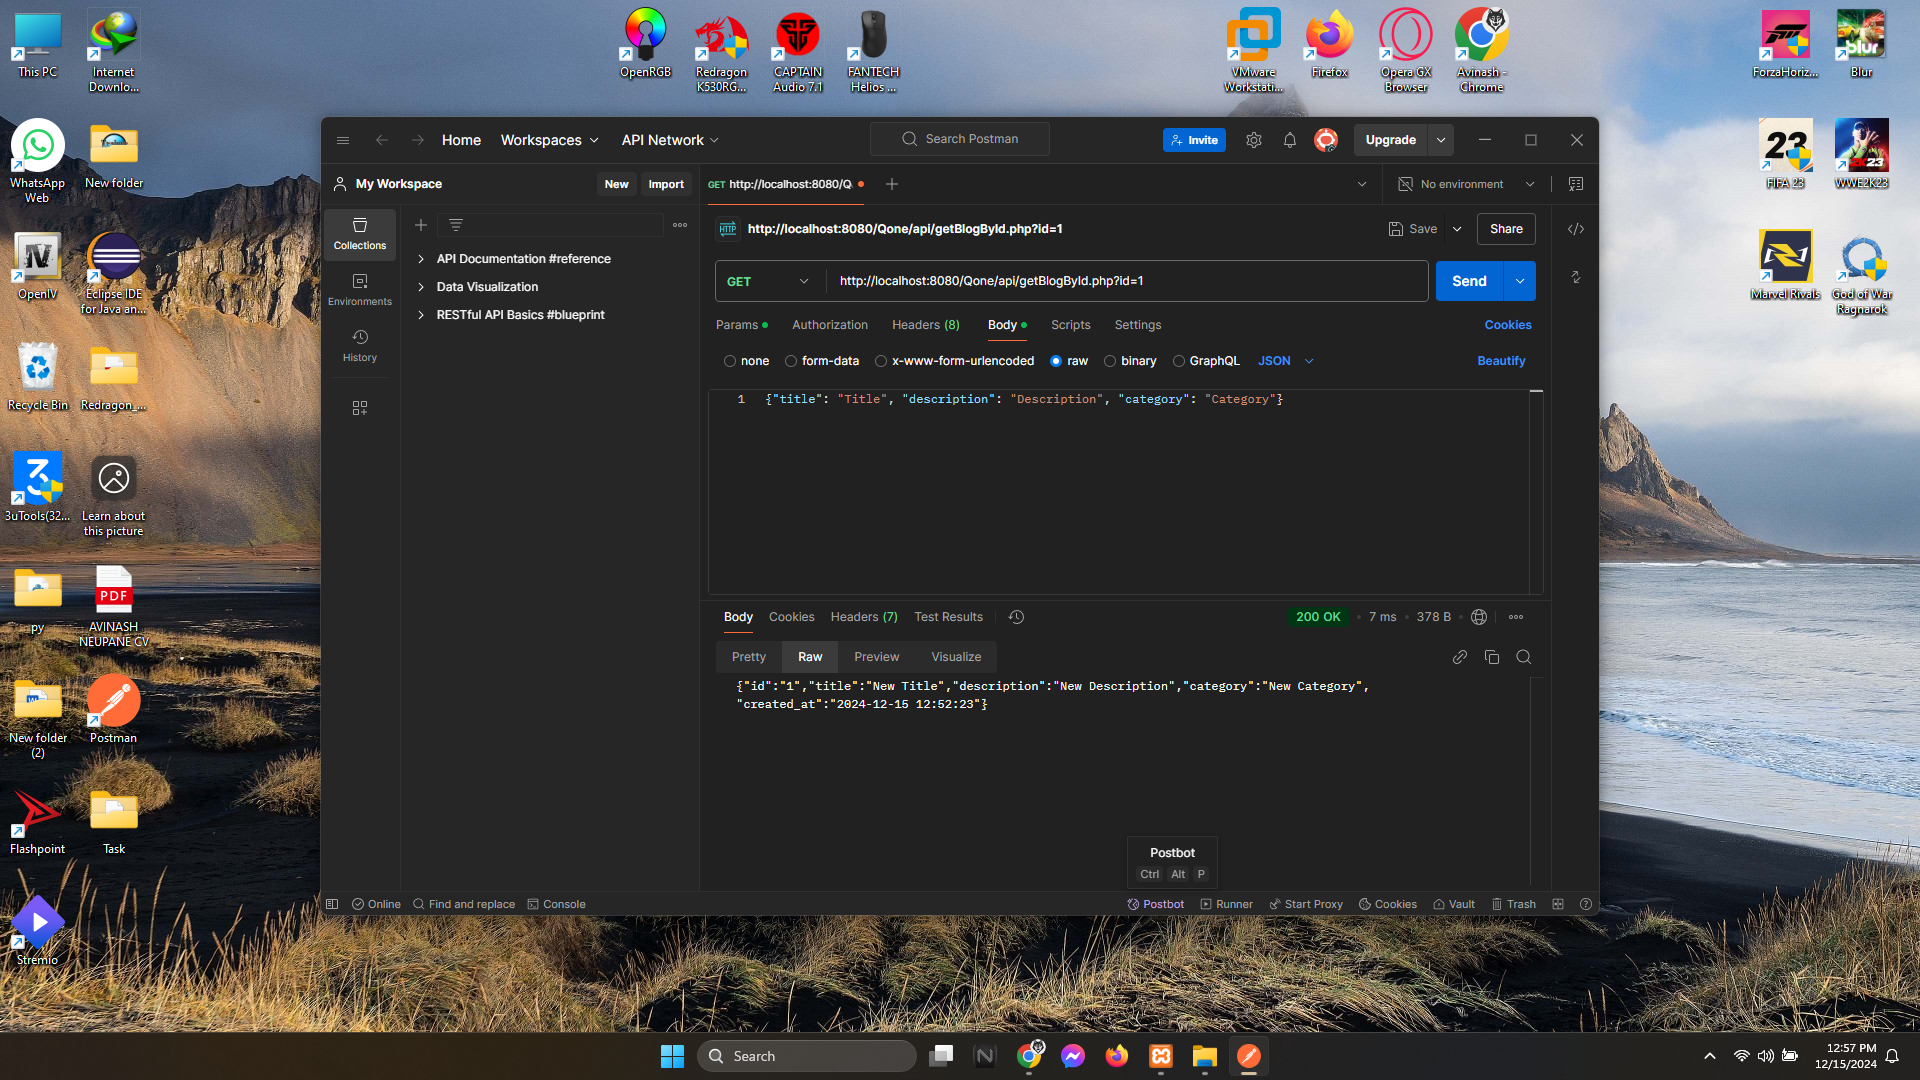 This PC
Internet
Downlo...
OpenRGB
Redragon
K530RG...
CAPTAIN
Audio 7.1
FANTECH
Helios ...
VMware
Workstati...
Firefox
Opera GX
Browser
Avinash -
Chrome
ForzaHoriz...
Blur
WhatsApp
Web
New folder
FIFA 23
WWE2K23
OpenIV
Eclipse IDE
for Java an...
Marvel Rivals
God of War
Ragnarok
Recycle Bin
Redragon_...
3uTools(32...
Learn about
this picture
py
PDF
AVINASH
NEUPANE CV
New folder
(2)
Postman
Flashpoint
Task
Stremio
Home
Workspaces
API Network
Search Postman
Invite
Upgrade
My Workspace
New
Import
GET http://localhost:8080/Q
No environment
Collections
Environments
History
API Documentation #reference
Data Visualization
RESTful API Basics #blueprint
HTTP
http://localhost:8080/Qone/api/getBlogById.php?id=1
Save
Share
GET
http://localhost:8080/Qone/api/getBlogById.php?id=1
Send
Params
Authorization
Headers (8)
Body
Scripts
Settings
Cookies
none
form-data
x-www-form-urlencoded
raw
binary
GraphQL
JSON
Beautify
1 {"title": "Title", "description": "Description", "category": "Category"}
Body
Cookies
Headers (7)
Test Results
200 OK
7 ms
378 B
Pretty
Raw
Preview
Visualize
{"id":"1","title":"New Title","description":"New Description","category":"New Category",
"created_at":"2024-12-15 12:52:23"}
Postbot
Ctrl Alt P
Online
Find and replace
Console
Postbot
Runner
Start Proxy
Cookies
Vault
Trash
Search
12:57 PM
12/15/2024